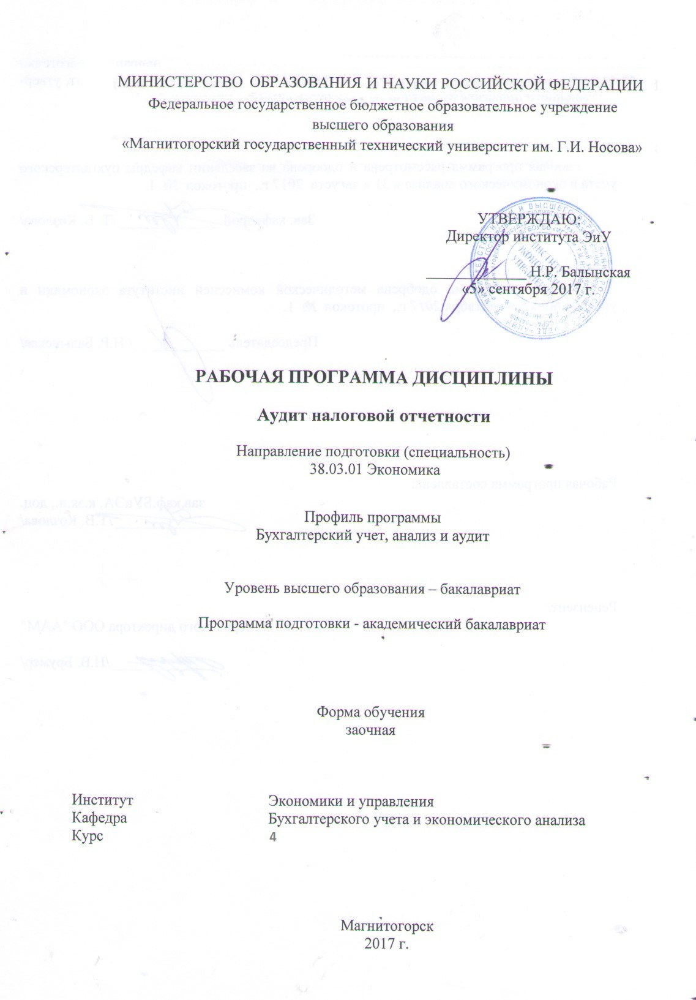 МИНИСТЕРСТВО ОБРАЗОВАНИЯ И НАУКИ РОССИЙСКОЙ ФЕДЕРАЦИИ
Федеральное государственное бюджетное образовательное учреждение
высшего образования
«Магнитогорский государственный технический университет им. Г.И. Носова»
УТВЕРЖДАЮ:
Директор института ЭиУ
Н.Р. Балынская
«5» сентября 2017 г.
РАБОЧАЯ ПРОГРАММА ДИСЦИПЛИНЫ
Аудит налоговой отчетности
Направление подготовки (специальность)
38.03.01 Экономика
Профиль программы
Бухгалтерский учет, анализ и аудит
Уровень высшего образования – бакалавриат
Программа подготовки - академический бакалавриат
Форма обучения
заочная
Институт Экономики и управления
Кафедра Бухгалтерского учета и экономического анализа
Курс 4
Магнитогорск
2017 г.